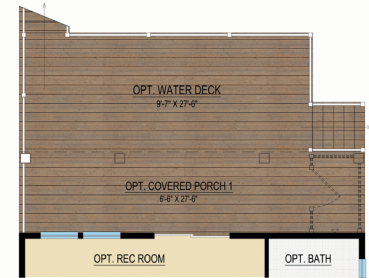 OPT. WATER DECK
9'-7" X 27'-6"
OPT. COVERED PORCH 1
6'-6" X 27'-6"
OPT. REC ROOM
OPT. BATH